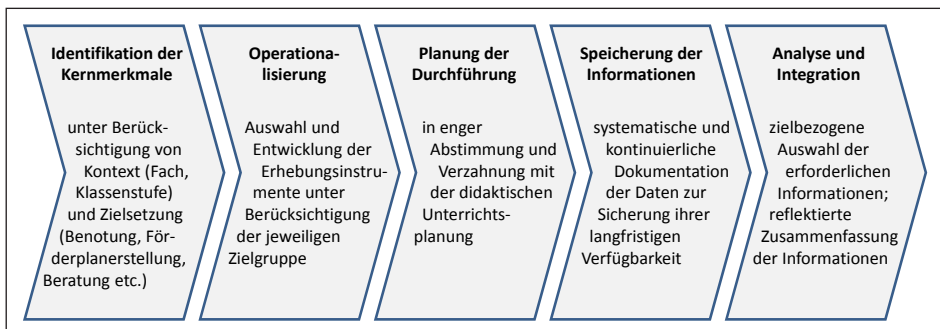 Identifikation der
Kernmerkmale
unter Berück-
sichtigung von
Kontext (Fach,
Klassenstufe)
und Zielsetzung
(Benotung, För-
derplanerstellung,
Beratung etc.)
Operationa-
lisierung
Auswahl und
Entwicklung der
Erhebungsinstru-
mente unter
Berücksichtigung
der jeweiligen
Zielgruppe
Planung der
Durchführung
in enger
Abstimmung und
Verzahnung mit
der didaktischen
Unterrichts-
planung
Speicherung der
Informationen
systematische und
kontinuierliche
Dokumentation
der Daten zur
Sicherung ihrer
langfristigen
Verfügbarkeit
Analyse und
Integration
zielbezogene
Auswahl der
erforderlichen
Informationen;
reflektierte
Zusammenfassung
der Informationen